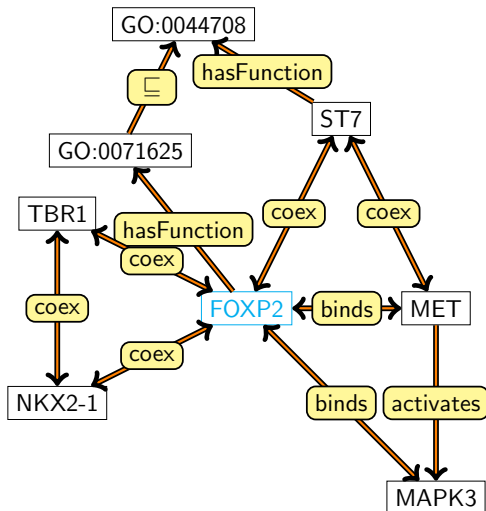 GO:0044708
hasFunction
⊑
ST7
GO:0071625
TBR1
hasFunction
coex
coex
coex
coex
FOXP2
binds
MET
coex
NKX2-1
binds
activates
MAPK3